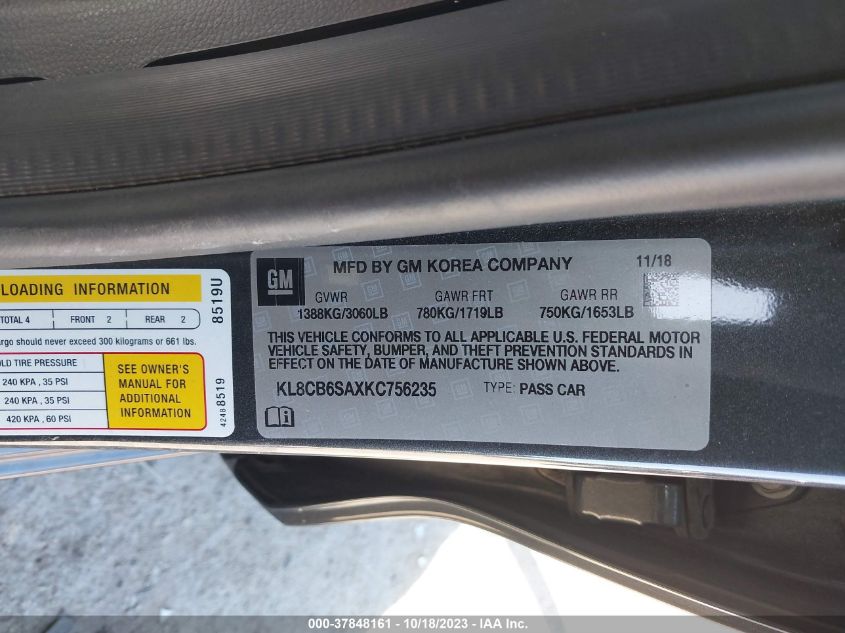 LOADING INFORMATION
TOTAL 4 FRONT 2 REAR 2
should never exceed 300 kilograms or 661 lbs.
TIRE PRESSURE
240 KPA , 35 PSI
240 KPA , 35 PSI
420 KPA , 60 PSI
SEE OWNER'S
MANUAL FOR
ADDITIONAL
INFORMATION
8519U
42488519
GM
MFD BY GM KOREA COMPANY 11/18
GVWR GAWR FRT GAWR RR
1388KG/3060LB 780KG/1719LB 750KG/1653LB
THIS VEHICLE CONFORMS TO ALL APPLICABLE U.S. FEDERAL MOTOR
VEHICLE SAFETY, BUMPER, AND THEFT PREVENTION STANDARDS IN
EFFECT ON THE DATE OF MANUFACTURE SHOWN ABOVE.
KL8CB6SAXKC756235 TYPE: PASS CAR
000-37848161 - 10/18/2023 - IAA Inc.